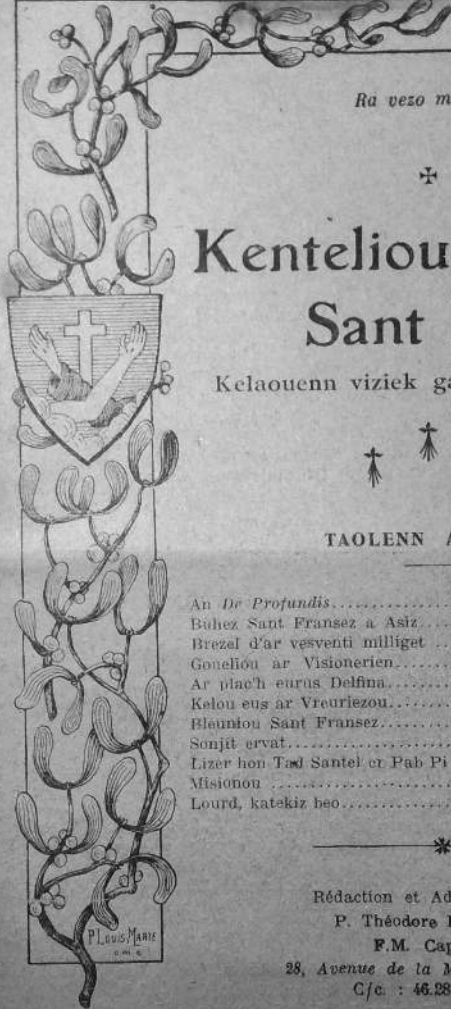 Ra vezo m
Kenteliou
Sant
Kelaouenn viziek ga
TAOLENN A
An De Profundis
Buhez Sant Fransez a Asiz
Brezel d'ar vesventi milliget
Goueliou ar Visionerien
Ar plac'h eurus Delfina
Kelou eus ar Vreuriezou
Bleuniou Sant Fransez
Sonjit ervat
Lizer hon Tad Santel ar Pab Pi
Misionou
Lourd, katekiz beo
Rédaction et Ad
P. Théodore
F.M. Cap
28, Avenue de la M
C/c. : 46.28
P. LOUIS MARIE
o m c